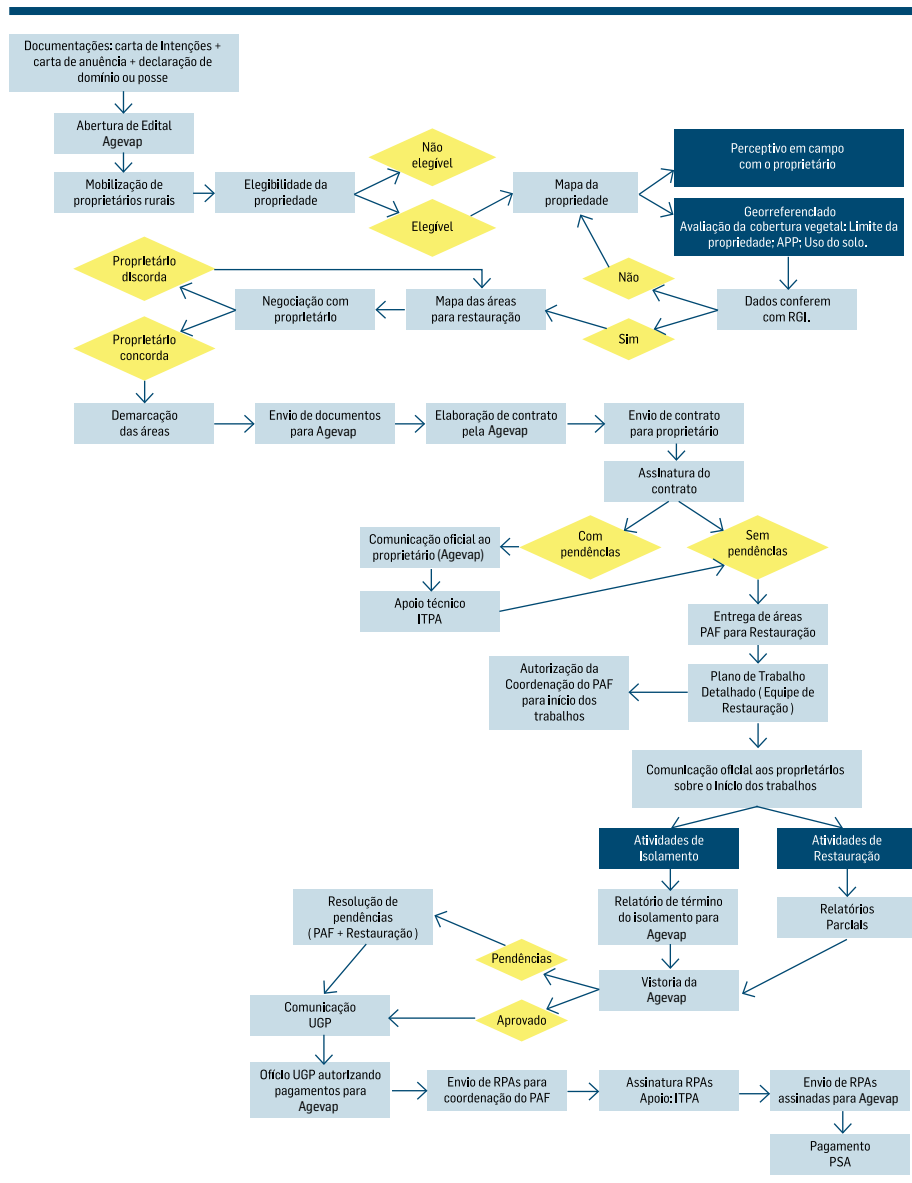 Documentações: carta de Intenções +
carta de anuência + declaração de
domínio ou posse
Abertura de Edital
Agevap
Mobilização de
proprietários rurais
Elegibilidade da
propriedade
Não
elegível
Elegível
Mapa da
propriedade
Perceptivo em campo
com o proprietário
Georreferenclado
Avaliação da cobertura vegetal: Limite da
propriedade; APP; Uso do solo.
Dados conferem
com RGI.
Não
Sim
Mapa das áreas
para restauração
Negociação com
proprietário
Proprletário
discorda
Proprletário
concorda
Demarcação
das áreas
Envio de documentos
para Agevap
Elaboração de contrato
pela Agevap
Envio de contrato
para proprietário
Assinatura do
contrato
Com
pendências
Sem
pendências
Comunicação oficial ao
proprietário (Agevap)
Apoio técnico
ITPA
Entrega de áreas
PAF para Restauração
Plano de Trabalho
Detalhado ( Equipe de
Restauração )
Autorização da
Coordenação do PAF
para início dos
trabalhos
Comunicação oficial aos proprietários
sobre o início dos trabalhos
Atividades de
Isolamento
Atividades de
Restauração
Relatório de término
do isolamento para
Agevap
Relatórios
Parciais
Vistoria da
Agevap
Pendências
Aprovado
Resolução de
pendências
( PAF + Restauração )
Comunicação
UGP
Ofício UGP autorizando
pagamentos para
Agevap
Envio de RPAs para
coordenação do PAF
Assinatura RPAs
Apoio: ITPA
Envio de RPAs
assinadas para Agevap
Pagamento
PSA